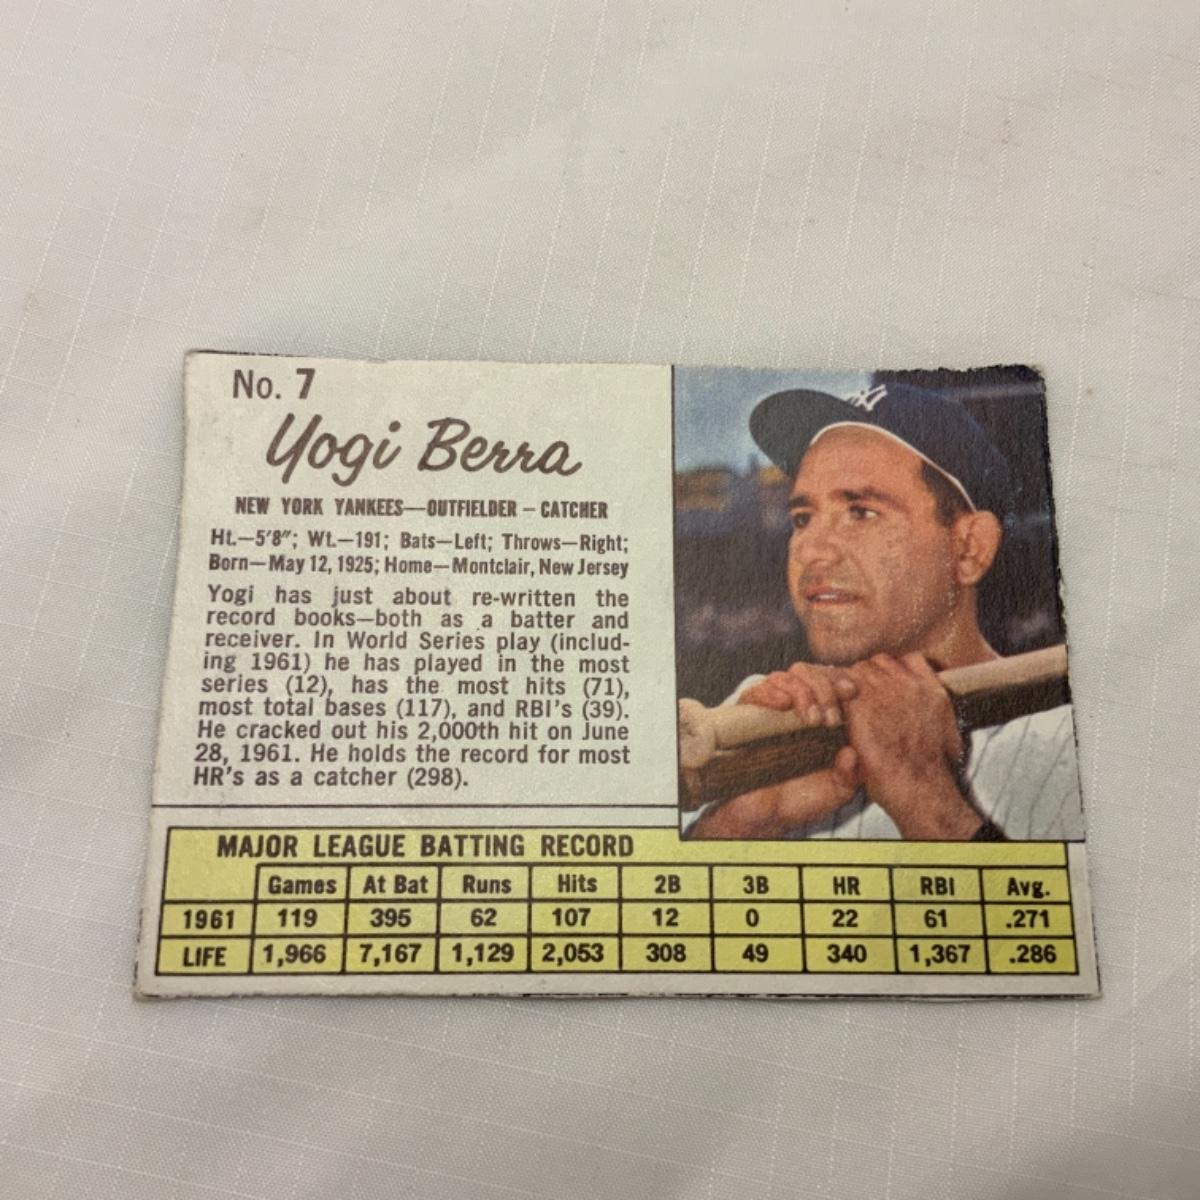 No. 7
Yogi Berra
NEW YORK YANKEES—OUTFIELDER – CATCHER
Ht.—5'8"; Wt.—191; Bats—Left; Throws—Right;
Born—May 12, 1925; Home—Montclair, New Jersey
Yogi has just about re-written the
record books—both as a batter and
receiver. In World Series play (includ-
ing 1961) he has played in the most
series (12), has the most hits (71),
most total bases (117), and RBI's (39).
He cracked out his 2,000th hit on June
28, 1961. He holds the record for most
HR's as a catcher (298).
NY
MAJOR LEAGUE BATTING RECORD
Games At Bat Runs Hits 2B 3B HR RBI Avg.
1961 119 395 62 107 12 0 22 61 .271
LIFE 1,966 7,167 1,129 2,053 308 49 340 1,367 .286